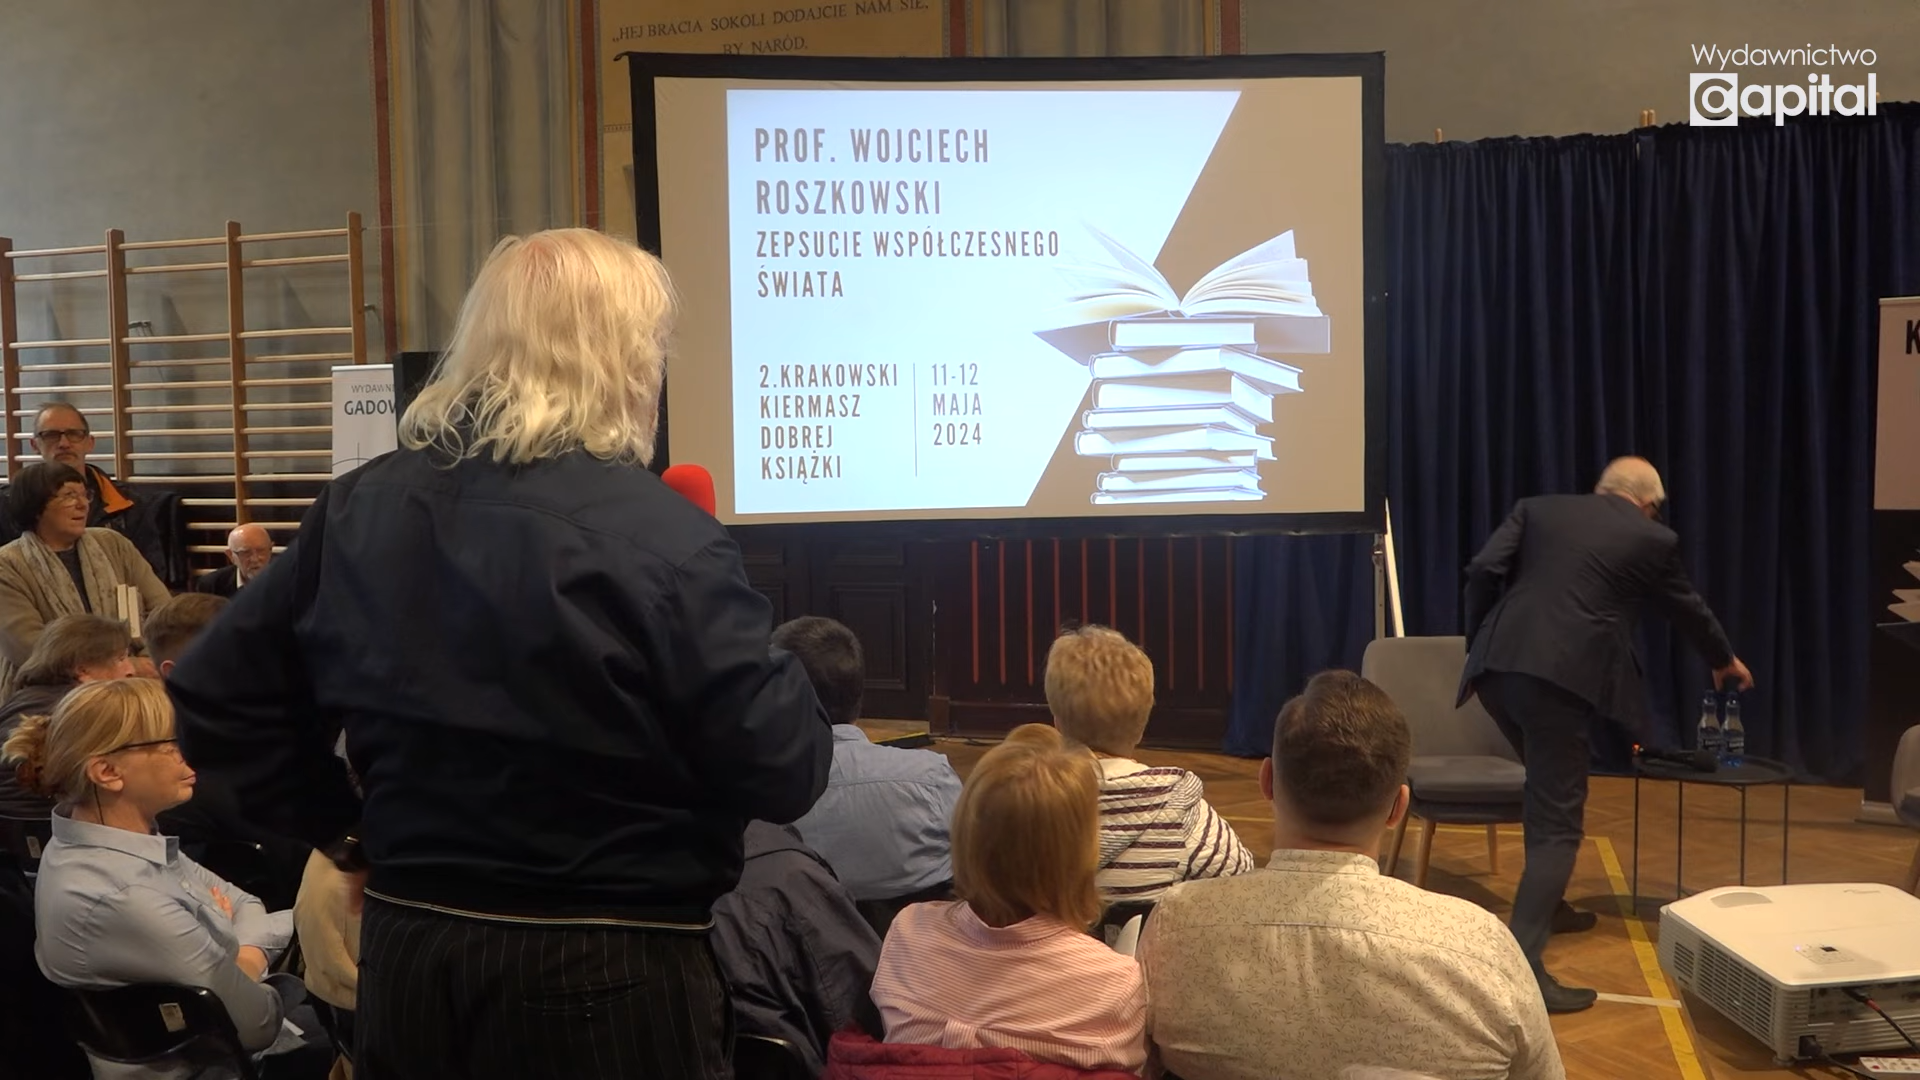 „HEJ BRACIA SOKOLI DODAJCIE NAM SIŁ,
BY NARÓD,
Wydawnictwo
Capital
PROF. WOJCIECH
ROSZKOWSKI
ZEPSUCIE WSPÓŁCZESNEGO
ŚWIATA
2.KRAKOWSKI
KIERMASZ
DOBREJ
KSIĄŻKI
11-12
MAJA
2024
WYDAWNI
GADOW
K